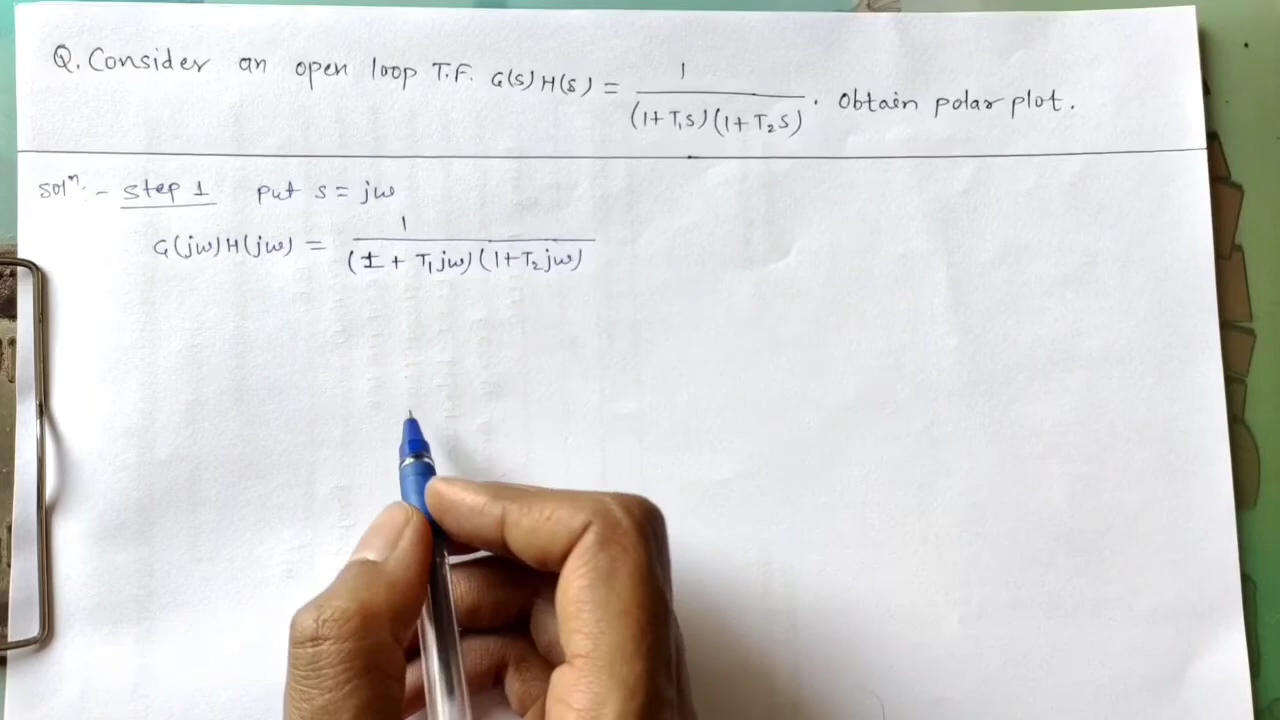 Q. Consider an open loop T.F. G(s) H(s) = 1 / (1+T₁s)(1+T₂s) . Obtain polar plot.
Solⁿ: - Step 1 put s = jω
G(jω)H(jω) = 1 / (1 + T₁jω)(1+T₂jω)